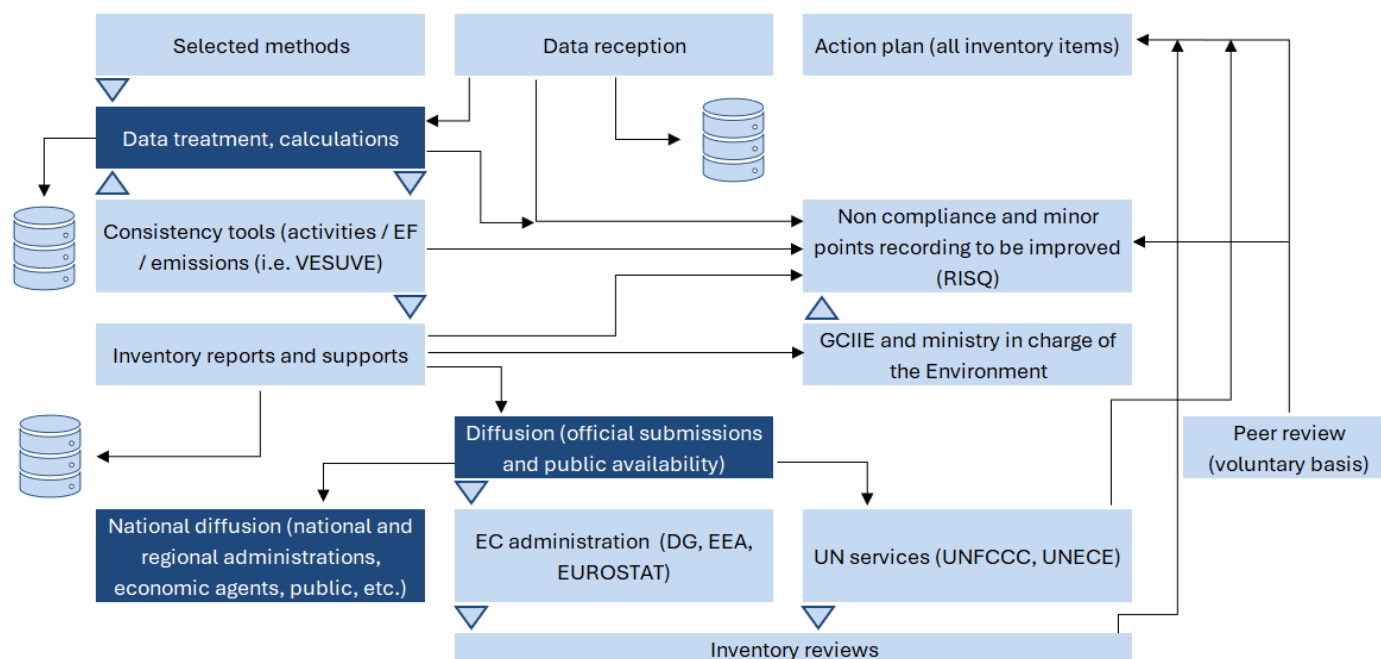 Selected methods
Data reception
Action plan (all inventory items)
Data treatment, calculations
Consistency tools (activities / EF
/ emissions (i.e. VESUVE)
Non compliance and minor
points recording to be improved
(RISQ)
Inventory reports and supports
GCIIE and ministry in charge of
the Environment
Diffusion (official submissions
and public availability)
Peer review
(voluntary basis)
National diffusion (national and
regional administrations,
economic agents, public, etc.)
EC administration (DG, EEA,
EUROSTAT)
UN services (UNFCCC, UNECE)
Inventory reviews